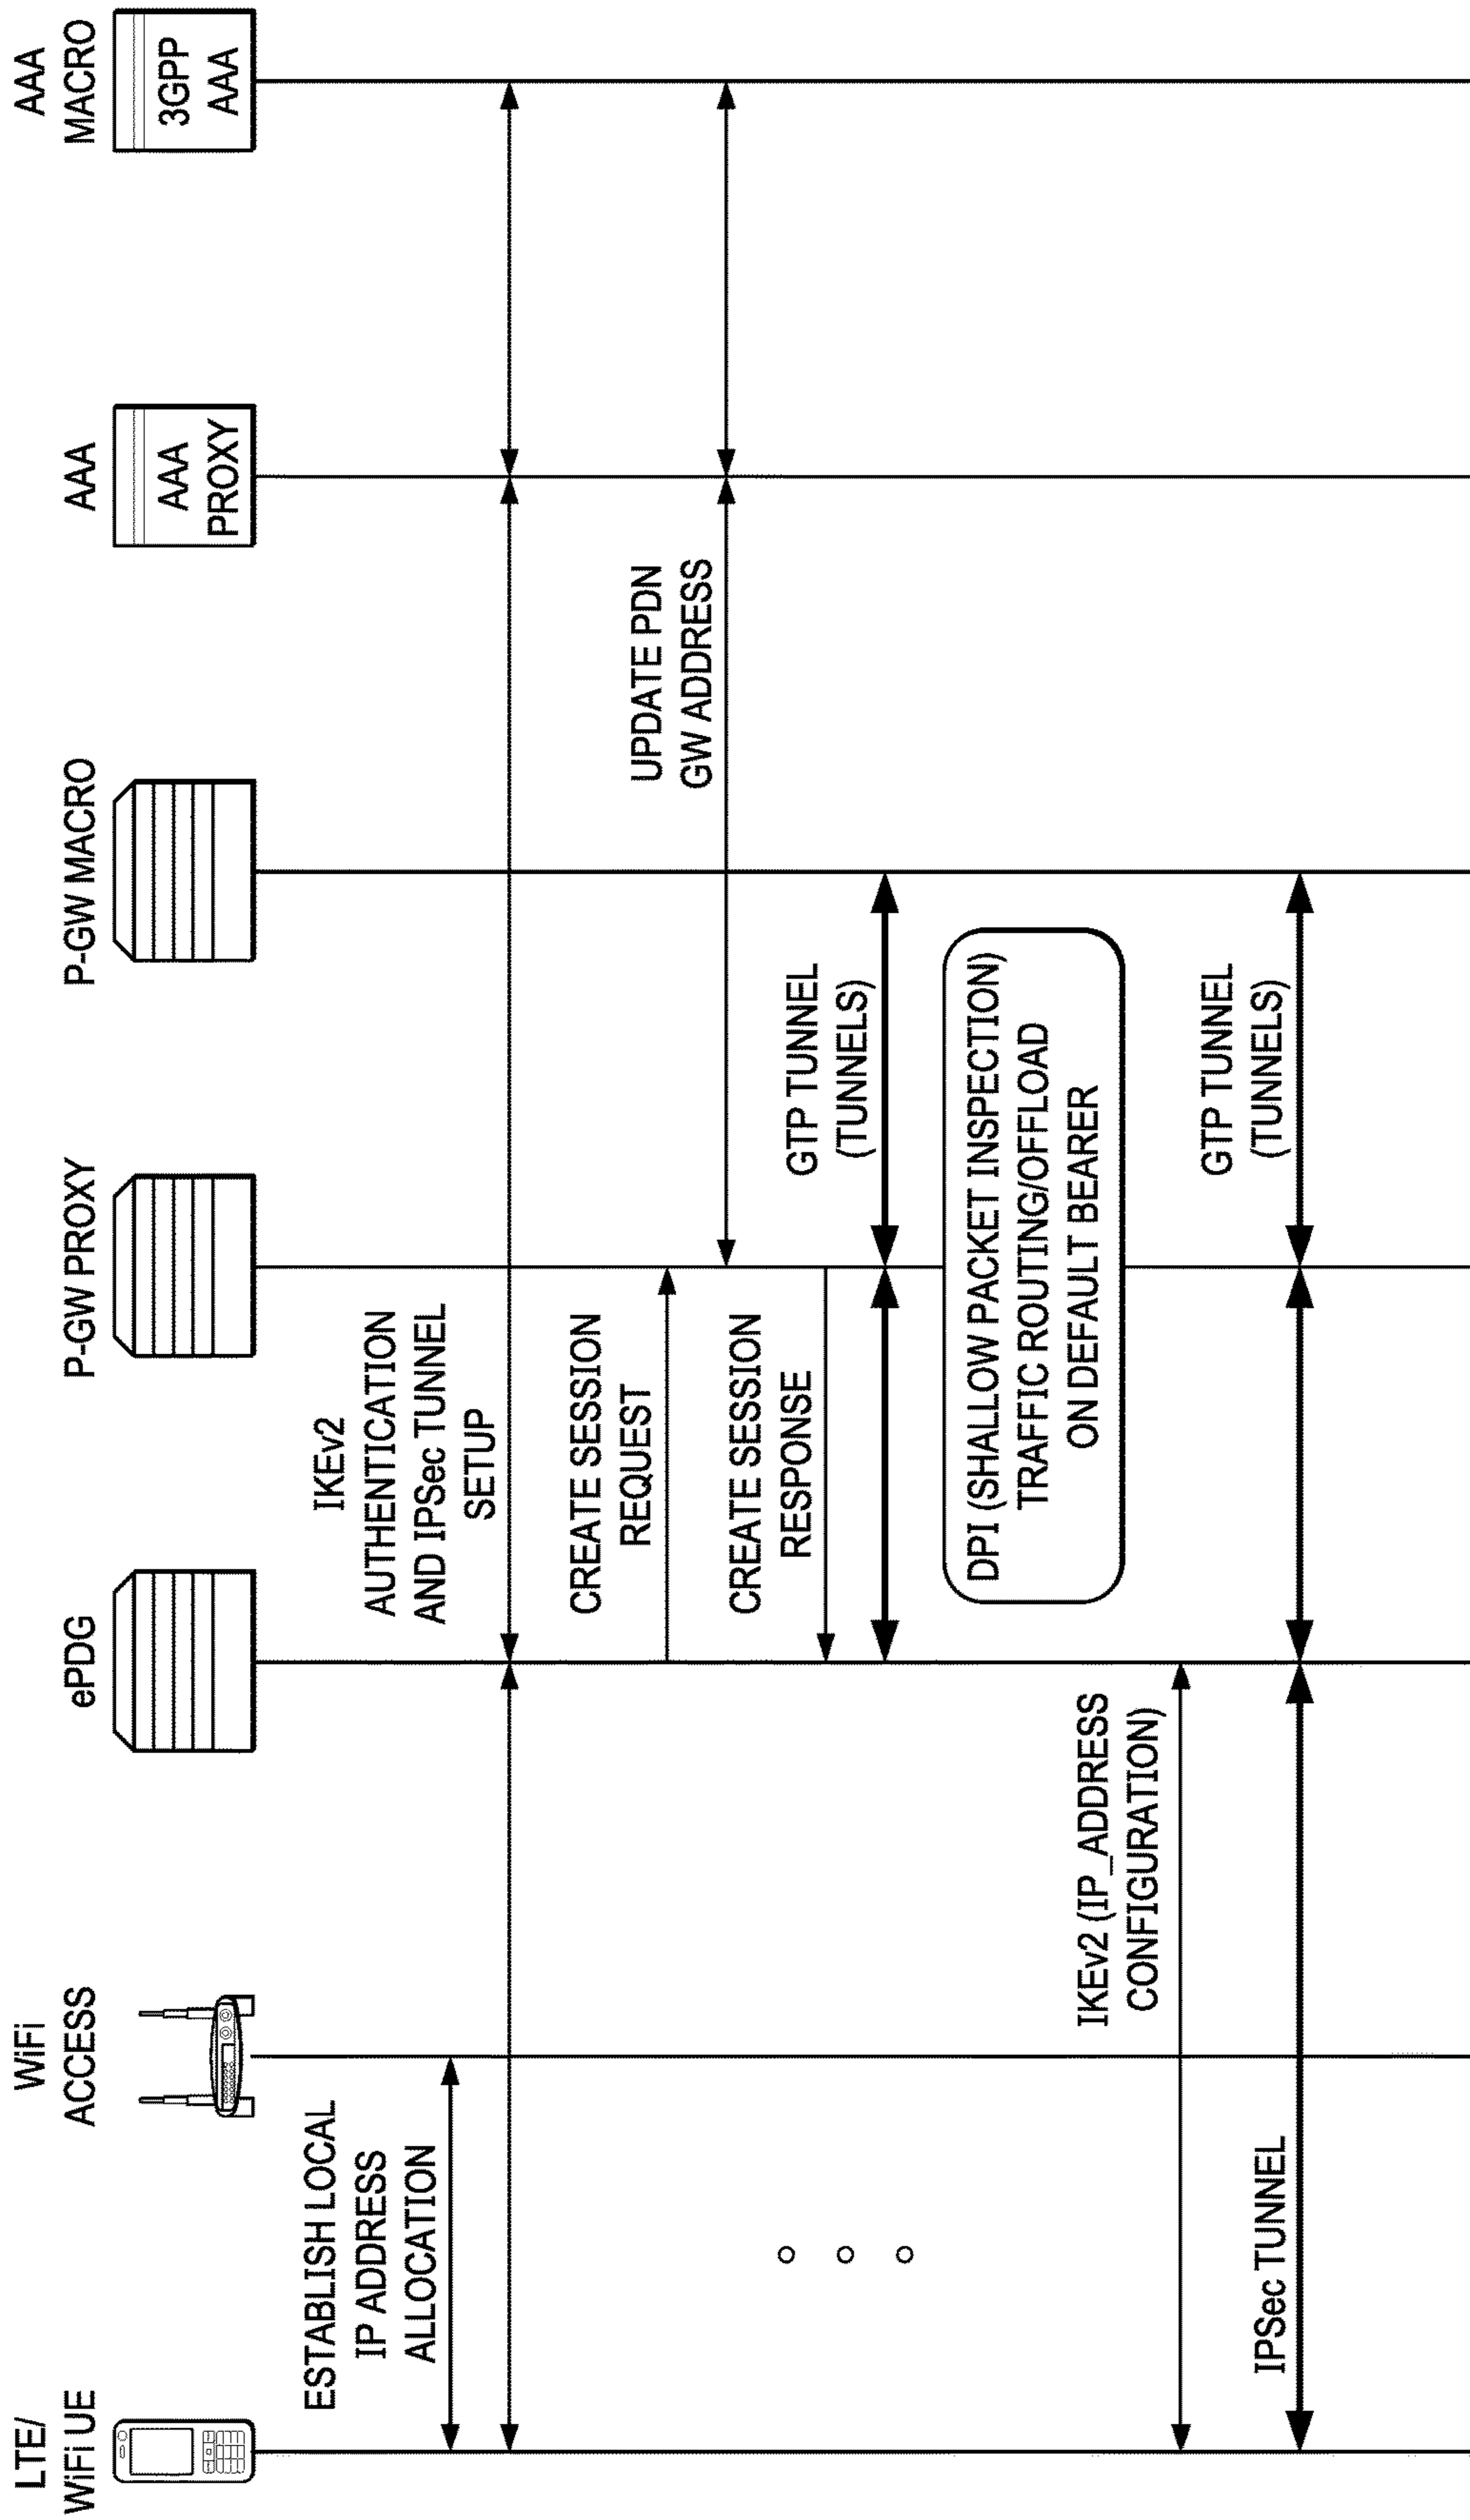 LTE/
WiFi UE
WiFi
ACCESS
ePDG
P-GW PROXY
P-GW MACRO
AAA
AAA
PROXY
AAA
MACRO
3GPP
AAA
ESTABLISH LOCAL
IP ADDRESS
ALLOCATION
IKEv2
AUTHENTICATION
AND IPSec TUNNEL
SETUP
CREATE SESSION
REQUEST
UPDATE PDN
GW ADDRESS
CREATE SESSION
RESPONSE
GTP TUNNEL
(TUNNELS)
DPI (SHALLOW PACKET INSPECTION)
TRAFFIC ROUTING/OFFLOAD
ON DEFAULT BEARER
IKEv2 (IP_ADDRESS
CONFIGURATION)
IPSec TUNNEL
GTP TUNNEL
(TUNNELS)